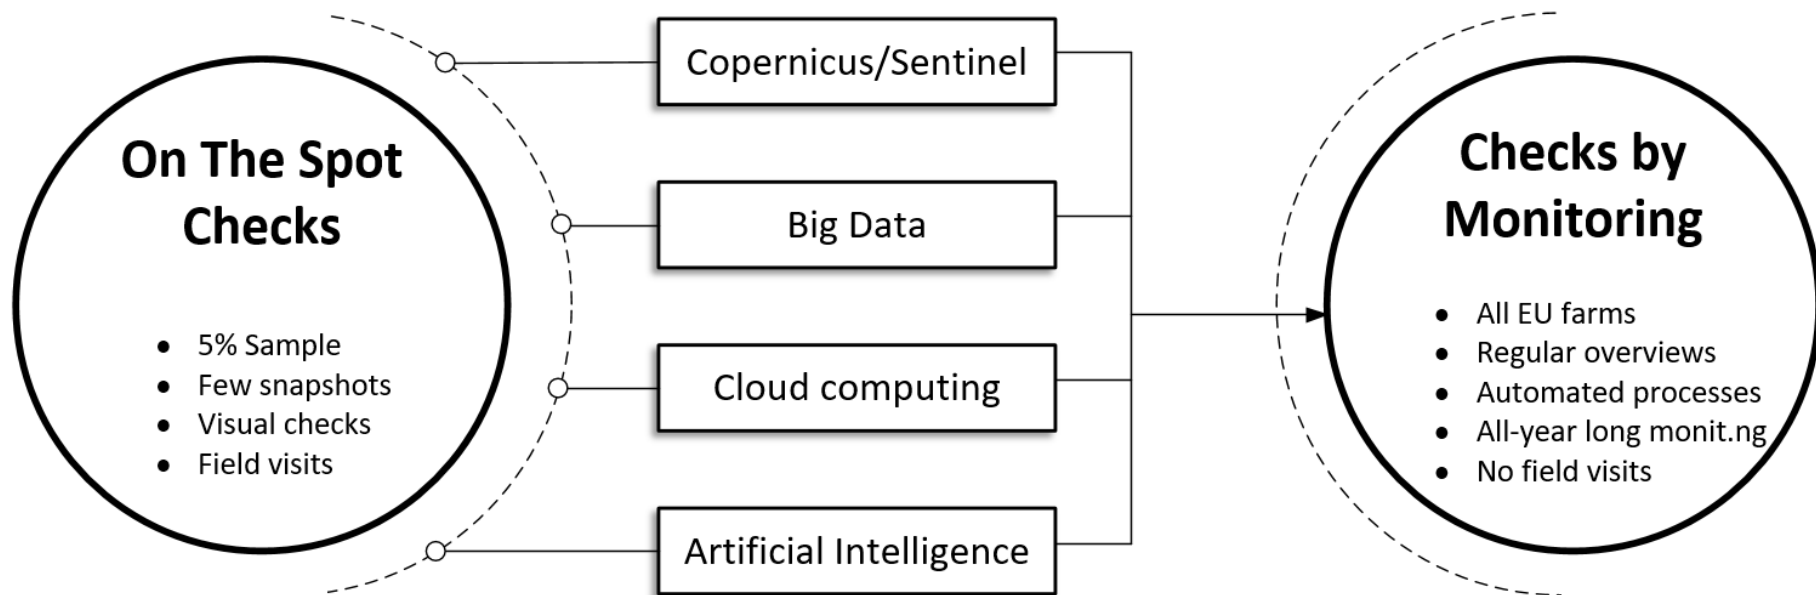 On The Spot
Checks
● 5% Sample
● Few snapshots
● Visual checks
● Field visits
Copernicus/Sentinel
Big Data
Cloud computing
Artificial Intelligence
Checks by
Monitoring
● All EU farms
● Regular overviews
● Automated processes
● All-year long monit.ng
● No field visits